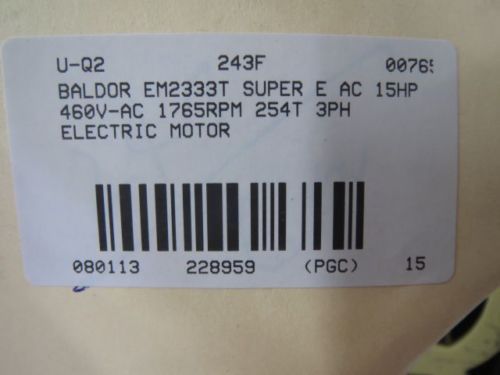 U-Q2 243F 00765
BALDOR EM2333T SUPER E AC 15HP
460V-AC 1765RPM 254T 3PH
ELECTRIC MOTOR
080113 228959 (PGC) 15